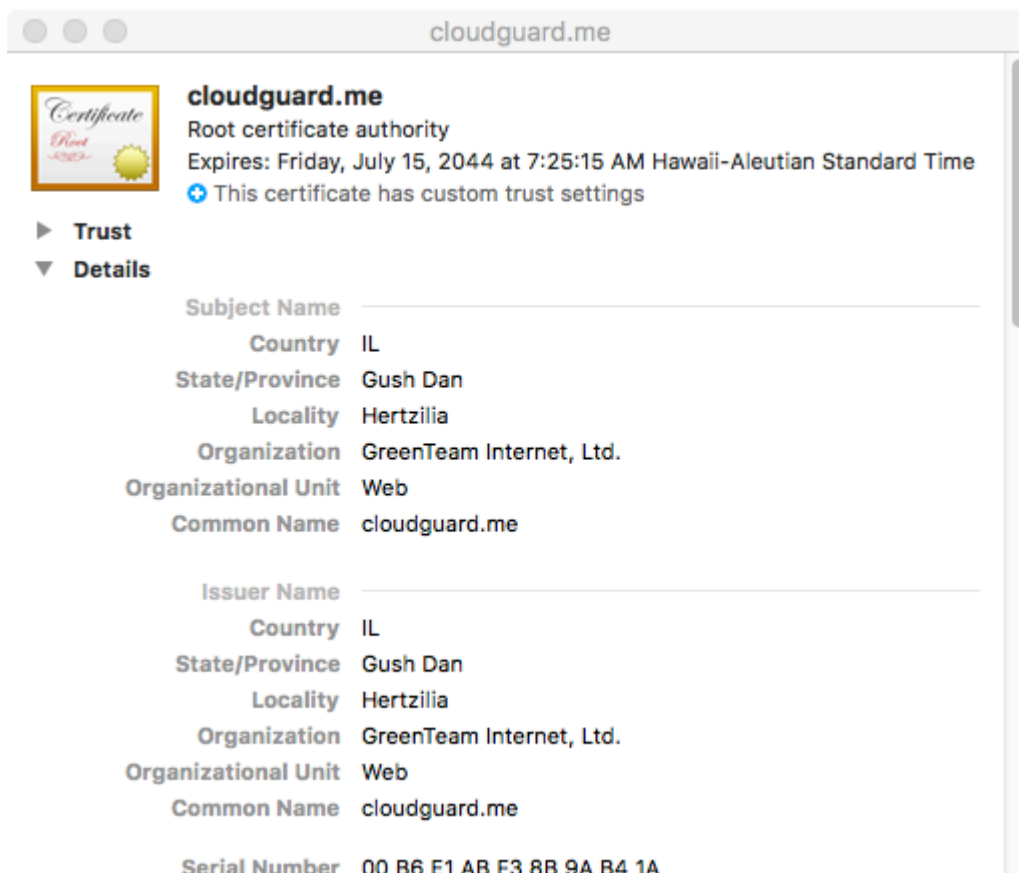 cloudguard.me
Certificate
Root
cloudguard.me
Root certificate authority
Expires: Friday, July 15, 2044 at 7:25:15 AM Hawaii-Aleutian Standard Time
This certificate has custom trust settings
Trust
Details
Subject Name
Country IL
State/Province Gush Dan
Locality Hertzilia
Organization GreenTeam Internet, Ltd.
Organizational Unit Web
Common Name cloudguard.me
Issuer Name
Country IL
State/Province Gush Dan
Locality Hertzilia
Organization GreenTeam Internet, Ltd.
Organizational Unit Web
Common Name cloudguard.me
Serial Number 00 B6 E1 AB F3 8B 9A B4 1A